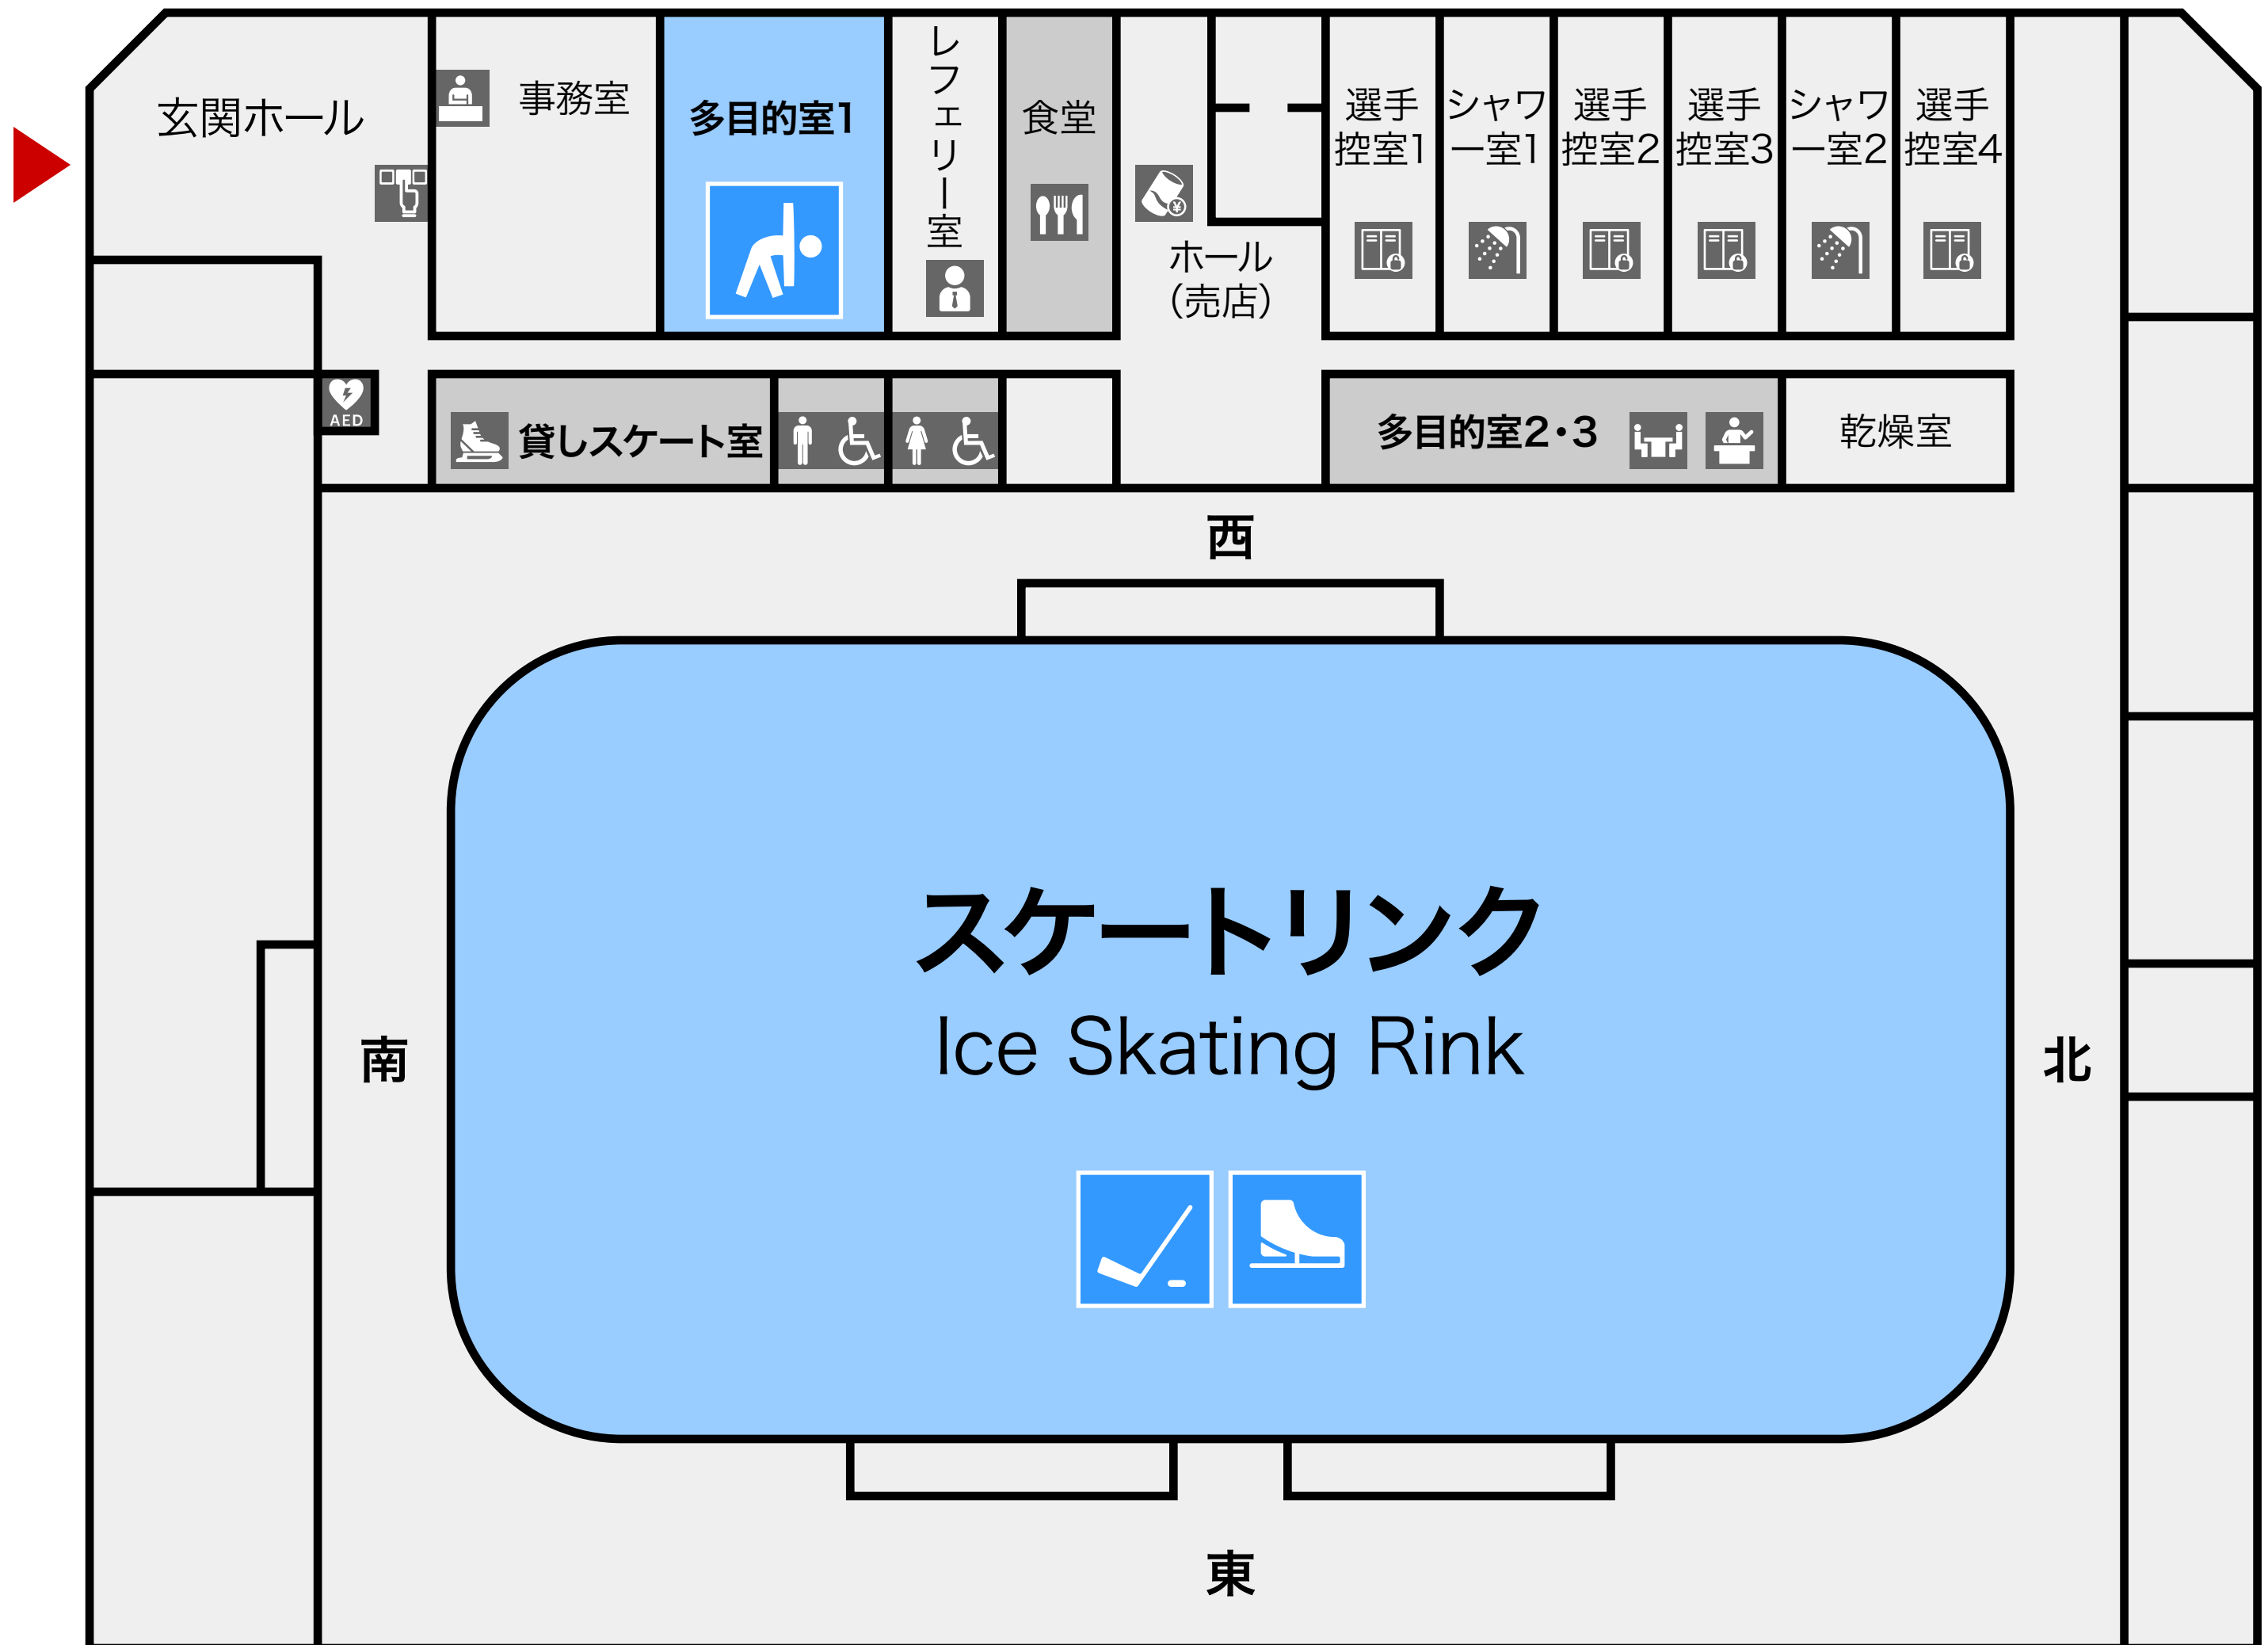 玄関ホール
事務室
多目的室1
レフェリー室
食堂
¥
ホール
(売店)
選手
控室1
シャワ
ー室1
選手
控室2
選手
控室3
シャワ
ー室2
選手
控室4
AED
貸しスケート室
多目的室2・3
乾燥室
西
スケートリンク
Ice Skating Rink
南
北
東